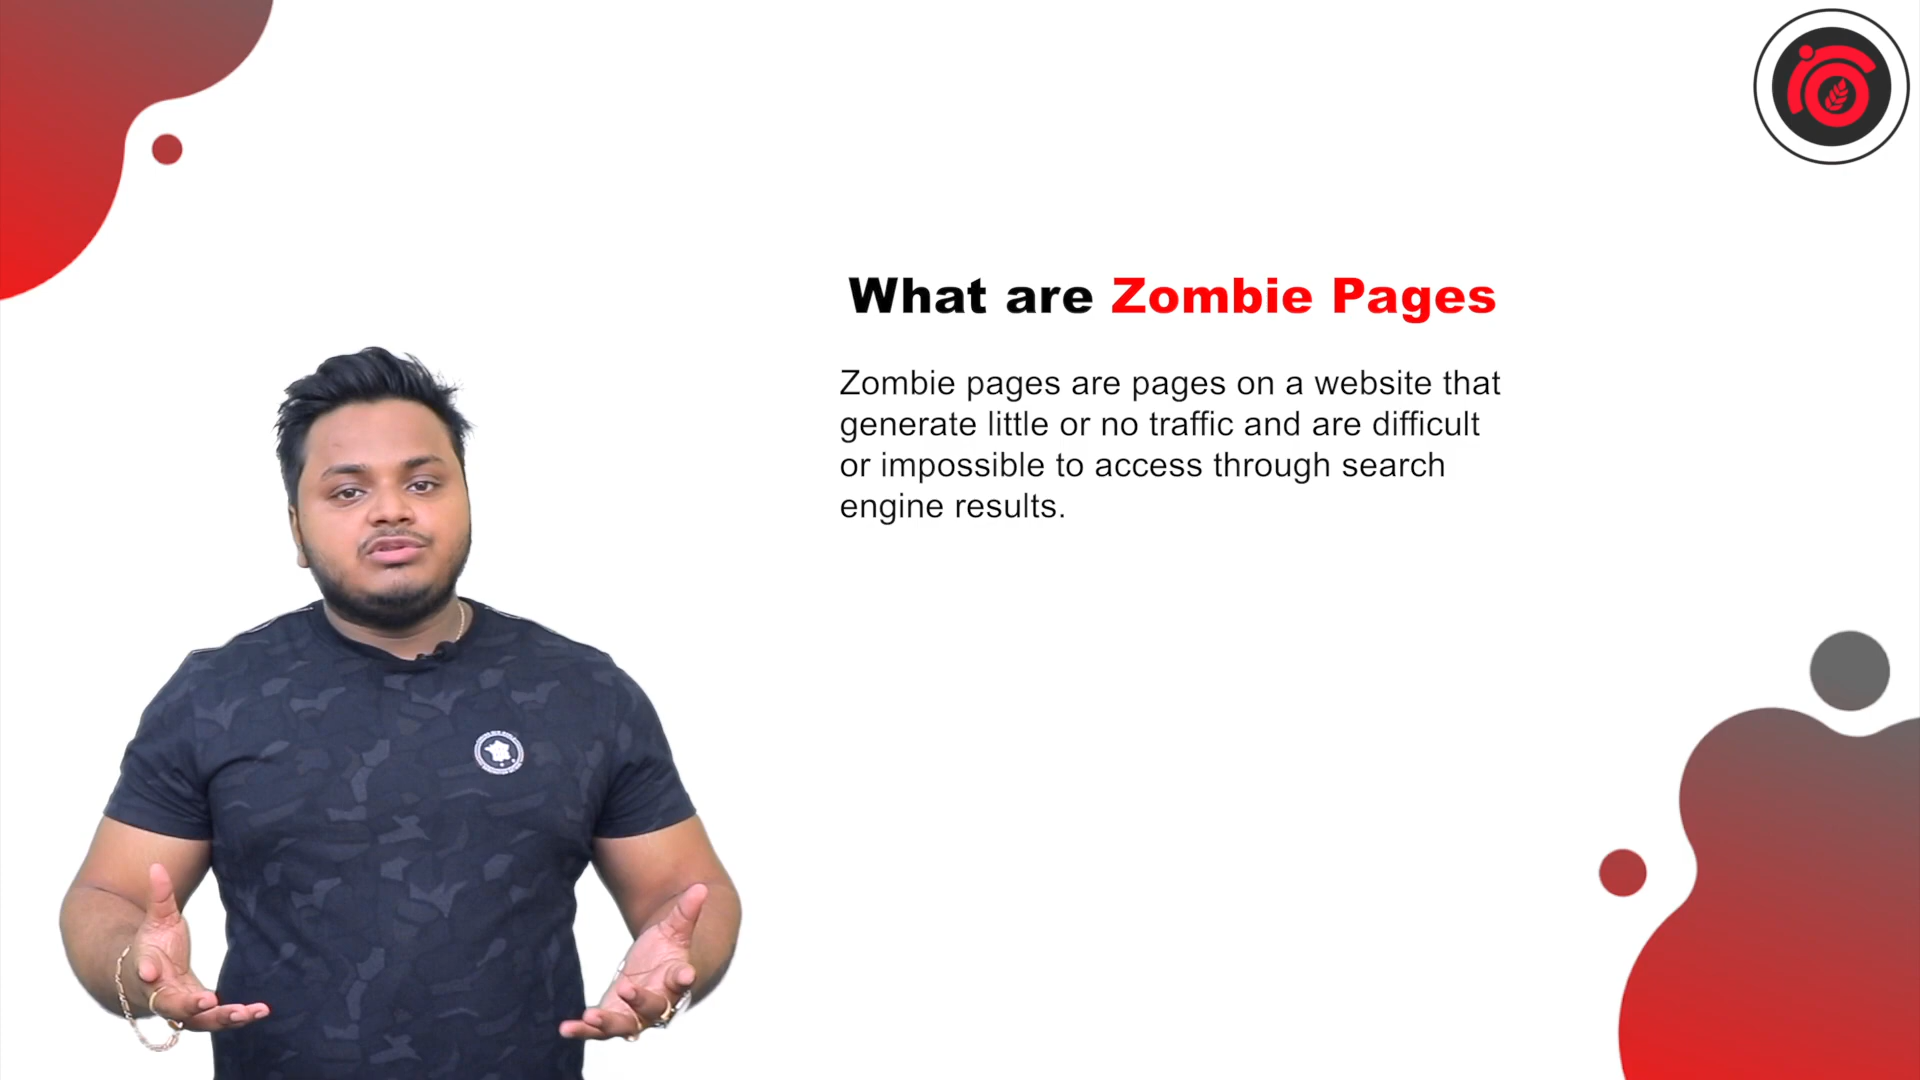 What are Zombie Pages
Zombie pages are pages on a website that
generate little or no traffic and are difficult
or impossible to access through search
engine results.